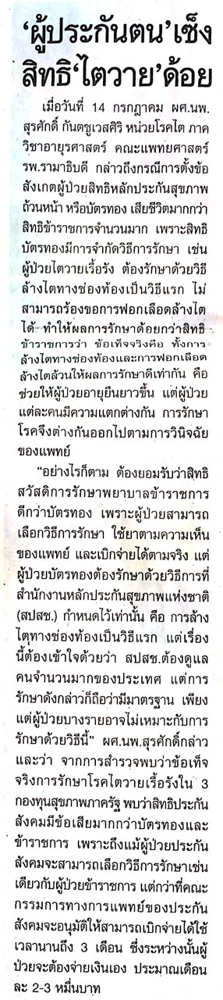 'ผู้ประกันตน'เซ็ง
สิทธิ'ไตวาย'ด้อย
เมื่อวันที่ 14 กรกฎาคม ผศ.นพ.
สุรศักดิ์ กันตชูเวสศิริ หน่วยโรคไต ภาค
วิชาอายุรศาสตร์ คณะแพทยศาสตร์
รพ.รามาธิบดี กล่าวถึงกรณีการตั้งข้อ
สังเกตผู้ป่วยสิทธิหลักประกันสุขภาพ
ถ้วนหน้า หรือบัตรทอง เสียชีวิตมากกว่า
สิทธิข้าราชการจำนวนมาก เพราะสิทธิ
บัตรทองมีการจำกัดวิธีการรักษา เช่น
ผู้ป่วยไตวายเรื้อรัง ต้องรักษาด้วยวิธี
ล้างไตทางช่องท้องเป็นวิธีแรก ไม่
สามารถร้องขอการฟอกเลือดล้างไต
ได้ ทำให้ผลการรักษาด้อยกว่าสิทธิ
ข้าราชการว่า ข้อเท็จจริงคือ ทั้งการ
ล้างไตทางช่องท้องและการฟอกเลือด
ล้างไตล้วนให้ผลการรักษาดีเท่ากัน คือ
ช่วยให้ผู้ป่วยอายุยืนยาวขึ้น แต่ผู้ป่วย
แต่ละคนมีความแตกต่างกัน การรักษา
โรคจึงต่างกันออกไปตามการวินิจฉัย
ของแพทย์
"อย่างไรก็ตาม ต้องยอมรับว่าสิทธิ
สวัสดิการรักษาพยาบาลข้าราชการ
ดีกว่าบัตรทอง เพราะผู้ป่วยสามารถ
เลือกวิธีการรักษา ใช้ยาตามความเห็น
ของแพทย์ และเบิกจ่ายได้ตามจริง แต่
ผู้ป่วยบัตรทองต้องรักษาด้วยวิธีการที่
สำนักงานหลักประกันสุขภาพแห่งชาติ
(สปสช.) กำหนดไว้เท่านั้น คือ การล้าง
ไตทางช่องท้องเป็นวิธีแรก แต่เรื่อง
นี้ต้องเข้าใจด้วยว่า สปสช.ต้องดูแล
คนจำนวนมากของประเทศ แต่การ
รักษาดังกล่าวก็ถือว่ามีมาตรฐาน เพียง
แต่ผู้ป่วยบางรายอาจไม่เหมาะกับการ
รักษาด้วยวิธีนี้" ผศ.นพ.สุรศักดิ์กล่าว
และว่า จากการสำรวจพบว่าข้อเท็จ
จริงการรักษาโรคไตวายเรื้อรังใน 3
กองทุนสุขภาพภาครัฐ พบว่าสิทธิประกัน
สังคมมีข้อเสียมากกว่าบัตรทองและ
ข้าราชการ เพราะถึงแม้ผู้ป่วยประกัน
สังคมจะสามารถเลือกวิธีการรักษาเช่น
เดียวกับผู้ป่วยข้าราชการ แต่กว่าที่คณะ
กรรมการทางการแพทย์ของประกัน
สังคมจะอนุมัติให้สามารถเบิกจ่ายได้ใช้
เวลานานถึง 3 เดือน ซึ่งระหว่างนั้นผู้
ป่วยจะต้องจ่ายเงินเอง ประมาณเดือน
ละ 2-3 หมื่นบาท